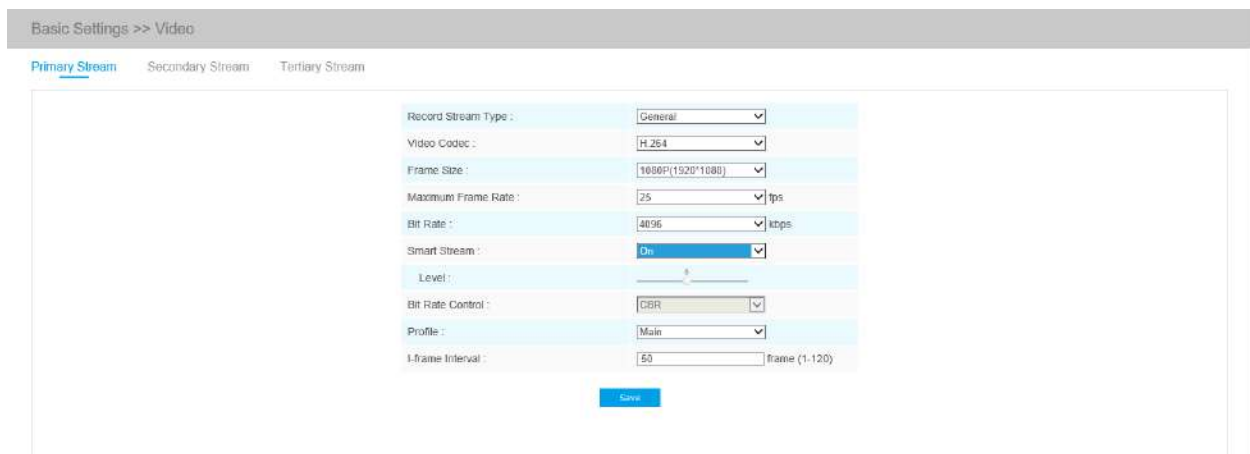 Basic Settings >> Video
Primary Stream Secondary Stream Tertiary Stream
Record Stream Type : General
Video Codec : H.264
Frame Size : 1080P(1920*1080)
Maximum Frame Rate : 25 fps
Bit Rate : 4096 kbps
Smart Stream : On
Level :
Bit Rate Control : CBR
Profile : Main
I-frame Interval : 50 frame (1-120)
Save